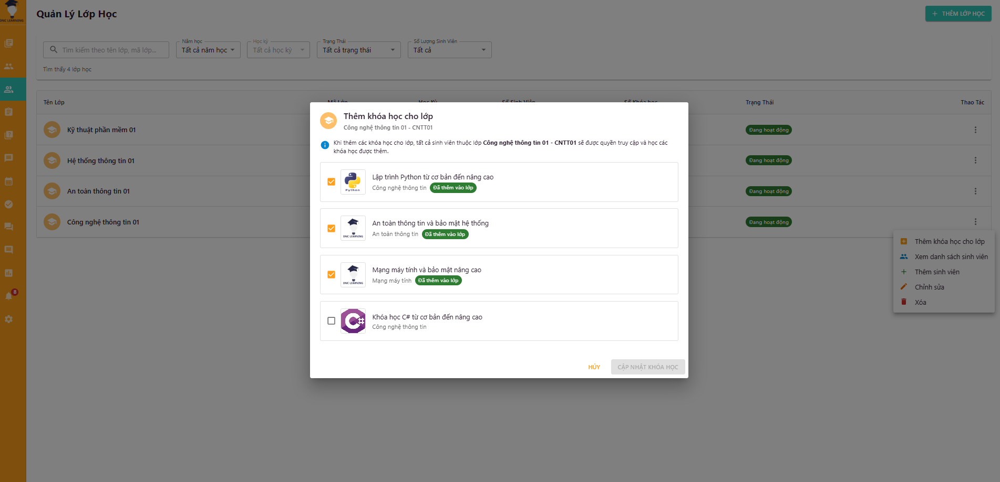 DNC LEARNING
Quản Lý Lớp Học
THÊM LỚP HỌC
Tìm kiếm theo tên lớp, mã lớp...
Năm học
Tất cả năm học
Học kỳ
Tất cả học kỳ
Trạng Thái
Tất cả trạng thái
Số Lượng Sinh Viên
Tất cả
Tìm thấy 4 lớp học
Tên Lớp
Mã Lớp
Học Kỳ
Số Sinh Viên
Số Khóa học
Trạng Thái
Thao Tác
Kỹ thuật phần mềm 01
Đang hoạt động
Hệ thống thông tin 01
Đang hoạt động
An toàn thông tin 01
Đang hoạt động
Công nghệ thông tin 01
Đang hoạt động
8
Thêm khóa học cho lớp
Công nghệ thông tin 01 - CNTT01
Khi thêm các khóa học cho lớp, tất cả sinh viên thuộc lớp Công nghệ thông tin 01 - CNTT01 sẽ được quyền truy cập và học các
khóa học được thêm.
Python
Lập trình Python từ cơ bản đến nâng cao
Công nghệ thông tin
Đã thêm vào lớp
DNC LEARNING
An toàn thông tin và bảo mật hệ thống
An toàn thông tin
Đã thêm vào lớp
DNC LEARNING
Mạng máy tính và bảo mật nâng cao
Mạng máy tính
Đã thêm vào lớp
C#
Khóa học C# từ cơ bản đến nâng cao
Công nghệ thông tin
HỦY
CẬP NHẬT KHÓA HỌC
Thêm khóa học cho lớp
Xem danh sách sinh viên
Thêm sinh viên
Chỉnh sửa
Xóa